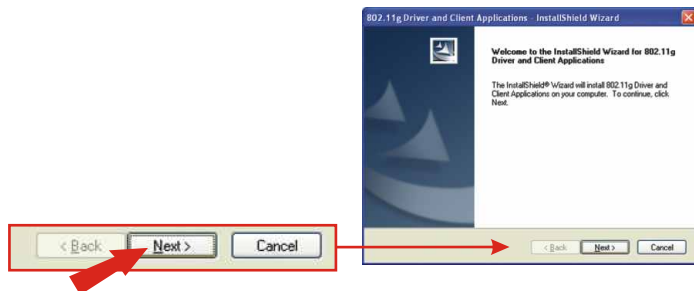 802.11g Driver and Client Applications - InstallShield Wizard
Welcome to the InstallShield Wizard for 802.11g
Driver and Client Applications
The InstallShield® Wizard will install 802.11g Driver and
Client Applications on your computer. To continue, click
Next.
< Back Next > Cancel
< Back Next > Cancel